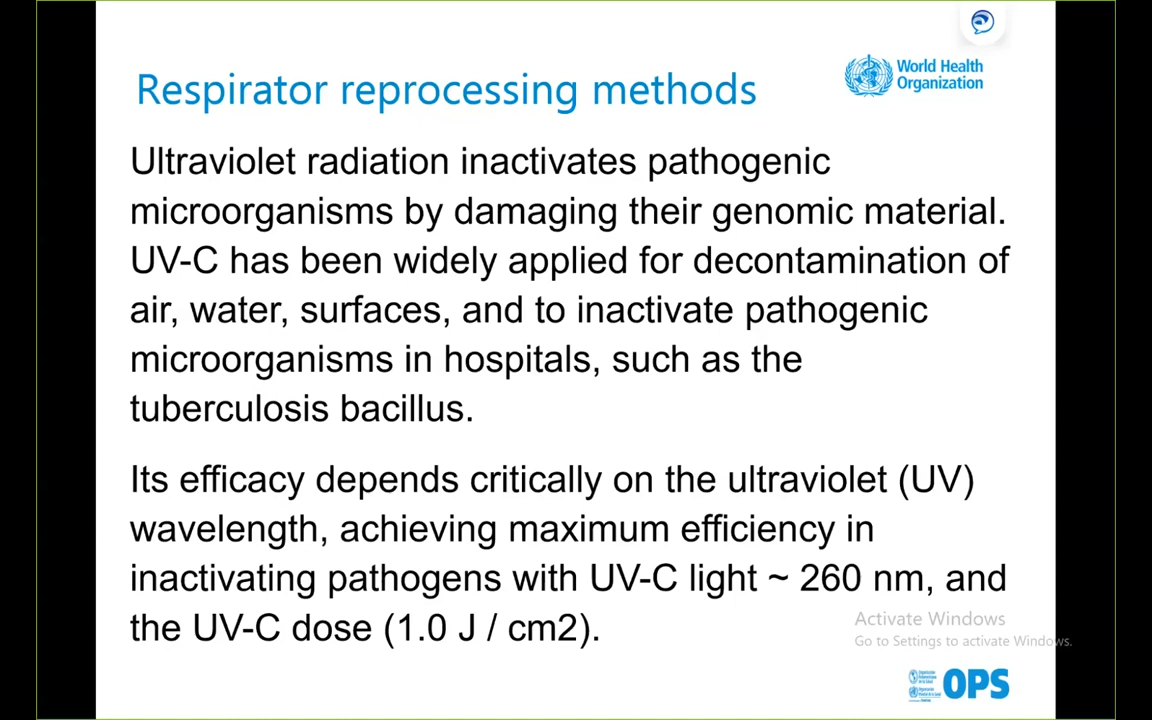 World Health
Organization
Respirator reprocessing methods
Ultraviolet radiation inactivates pathogenic
microorganisms by damaging their genomic material.
UV-C has been widely applied for decontamination of
air, water, surfaces, and to inactivate pathogenic
microorganisms in hospitals, such as the
tuberculosis bacillus.
Its efficacy depends critically on the ultraviolet (UV)
wavelength, achieving maximum efficiency in
inactivating pathogens with UV-C light ~ 260 nm, and
the UV-C dose (1.0 J / cm2).
Activate Windows
Go to Settings to activate Windows.
OPS